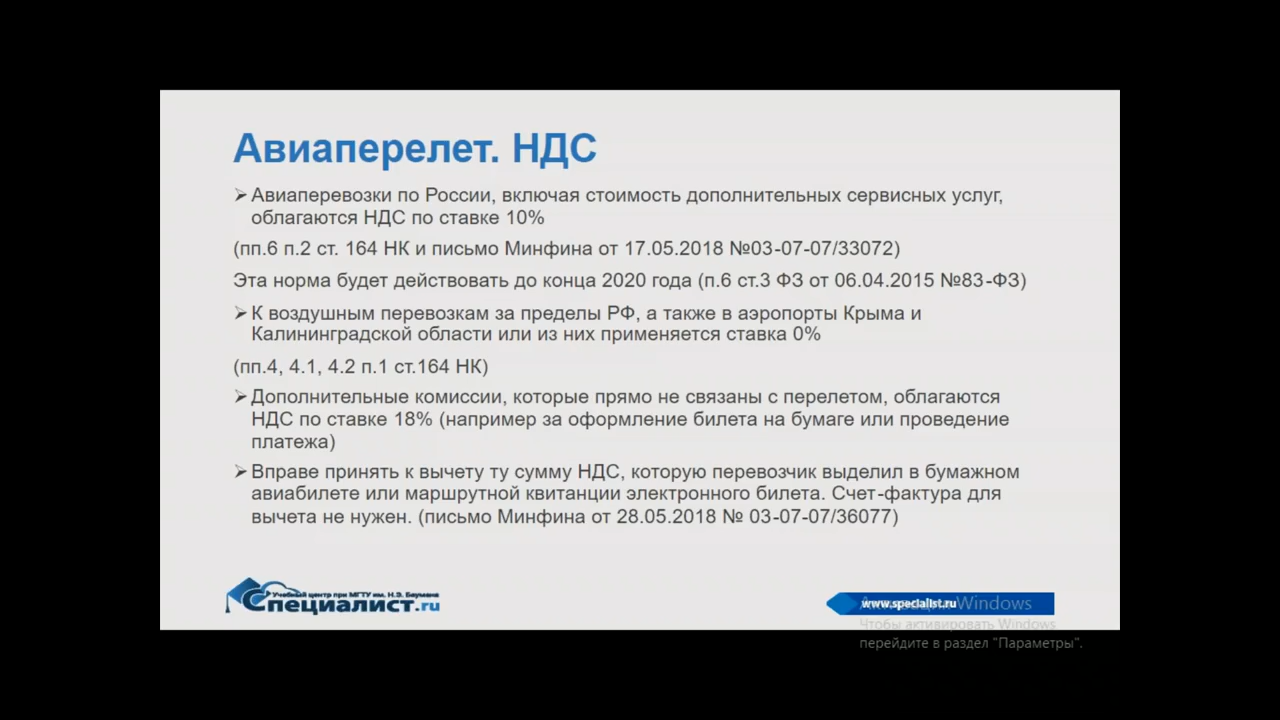 Авиаперелет. НДС
➢ Авиаперевозки по России, включая стоимость дополнительных сервисных услуг,
облагаются НДС по ставке 10%
(пп.6 п.2 ст. 164 НК и письмо Минфина от 17.05.2018 №03-07-07/33072)
Эта норма будет действовать до конца 2020 года (п.6 ст.3 ФЗ от 06.04.2015 №83-ФЗ)
➢ К воздушным перевозкам за пределы РФ, а также в аэропорты Крыма и
Калининградской области или из них применяется ставка 0%
(пп.4, 4.1, 4.2 п.1 ст.164 НК)
➢ Дополнительные комиссии, которые прямо не связаны с перелетом, облагаются
НДС по ставке 18% (например за оформление билета на бумаге или проведение
платежа)
➢ Вправе принять к вычету ту сумму НДС, которую перевозчик выделил в бумажном
авиабилете или маршрутной квитанции электронного билета. Счет-фактура для
вычета не нужен. (письмо Минфина от 28.05.2018 № 03-07-07/36077)
Учебный центр при МГТУ им. Н.Э. Баумана
Специалист.ru
www.specialist.ru
Windows
Чтобы активировать Windows
перейдите в раздел "Параметры".